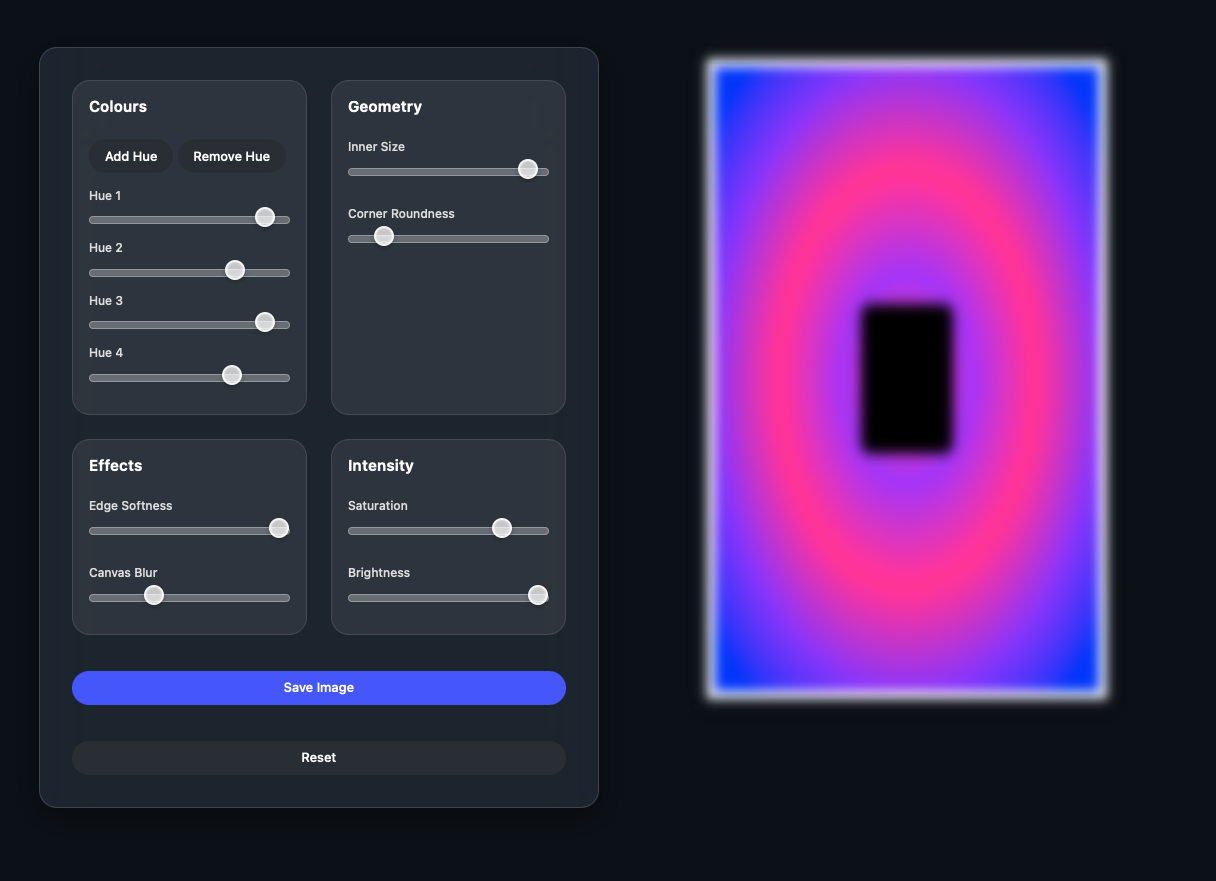 Colours
Add Hue Remove Hue
Hue 1
Hue 2
Hue 3
Hue 4
Geometry
Inner Size
Corner Roundness
Effects
Edge Softness
Canvas Blur
Intensity
Saturation
Brightness
Save Image
Reset